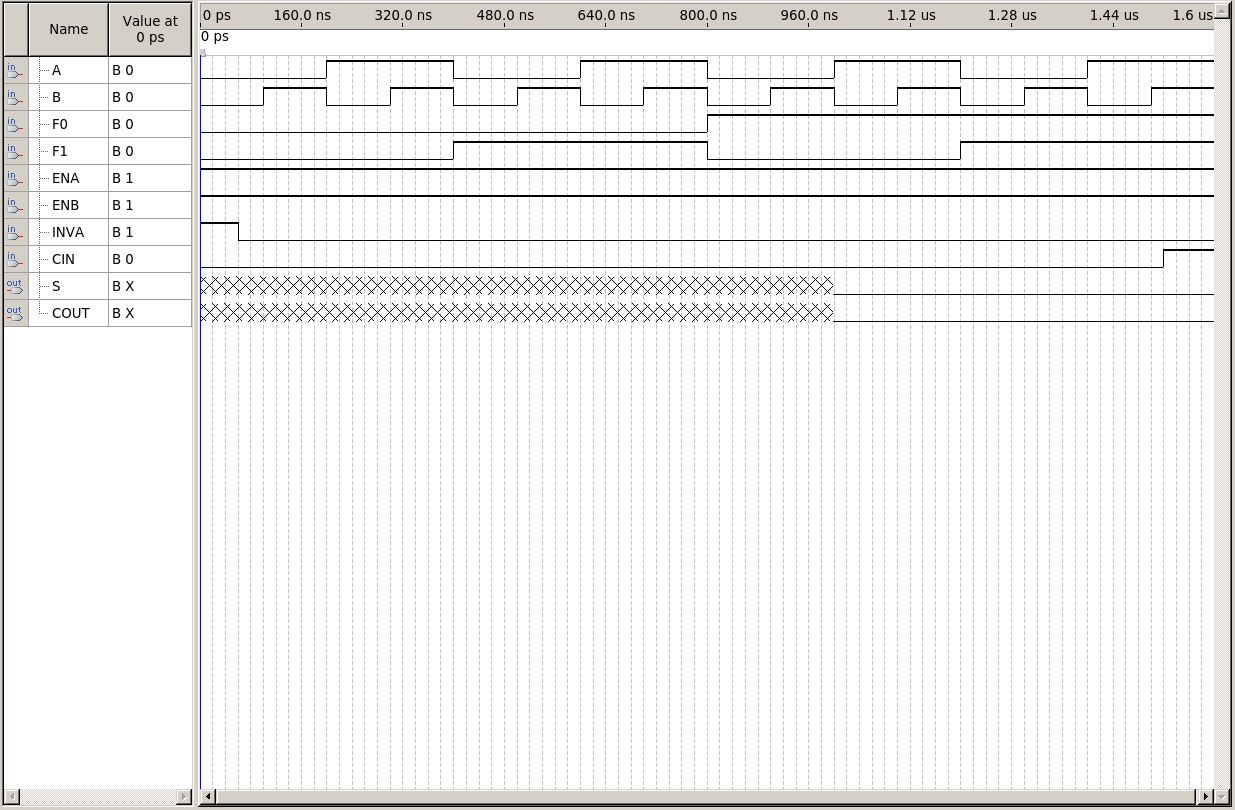 Name
Value at
0 ps
0 ps 160.0 ns 320.0 ns 480.0 ns 640.0 ns 800.0 ns 960.0 ns 1.12 us 1.28 us 1.44 us 1.6 us
0 ps
in A B 0
in B B 0
in F0 B 0
in F1 B 0
in ENA B 1
in ENB B 1
in INVA B 1
in CIN B 0
out S B X
out COUT B X